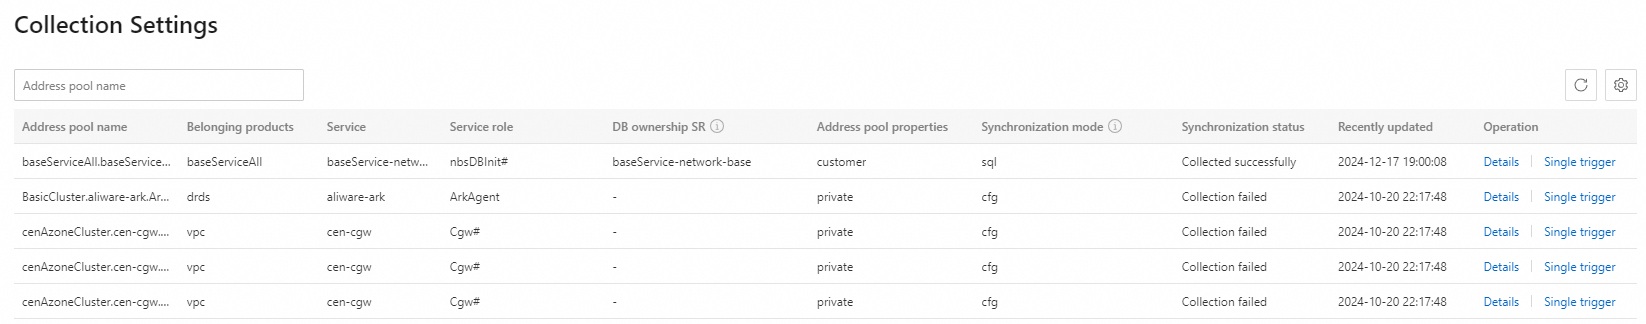 Collection Settings
Address pool name
Address pool name Belonging products Service Service role DB ownership SR Address pool properties Synchronization mode Synchronization status Recently updated Operation
baseServiceAll.baseService... baseServiceAll baseService-netw... nbsDBInit# baseService-network-base customer sql Collected successfully 2024-12-17 19:00:08 Details Single trigger
BasicCluster.aliware-ark.Ar... drds aliware-ark ArkAgent - private cfg Collection failed 2024-10-20 22:17:48 Details Single trigger
cenAzoneCluster.cen-cgw.... vpc cen-cgw Cgw# - private cfg Collection failed 2024-10-20 22:17:48 Details Single trigger
cenAzoneCluster.cen-cgw.... vpc cen-cgw Cgw# - private cfg Collection failed 2024-10-20 22:17:48 Details Single trigger
cenAzoneCluster.cen-cgw.... vpc cen-cgw Cgw# - private cfg Collection failed 2024-10-20 22:17:48 Details Single trigger